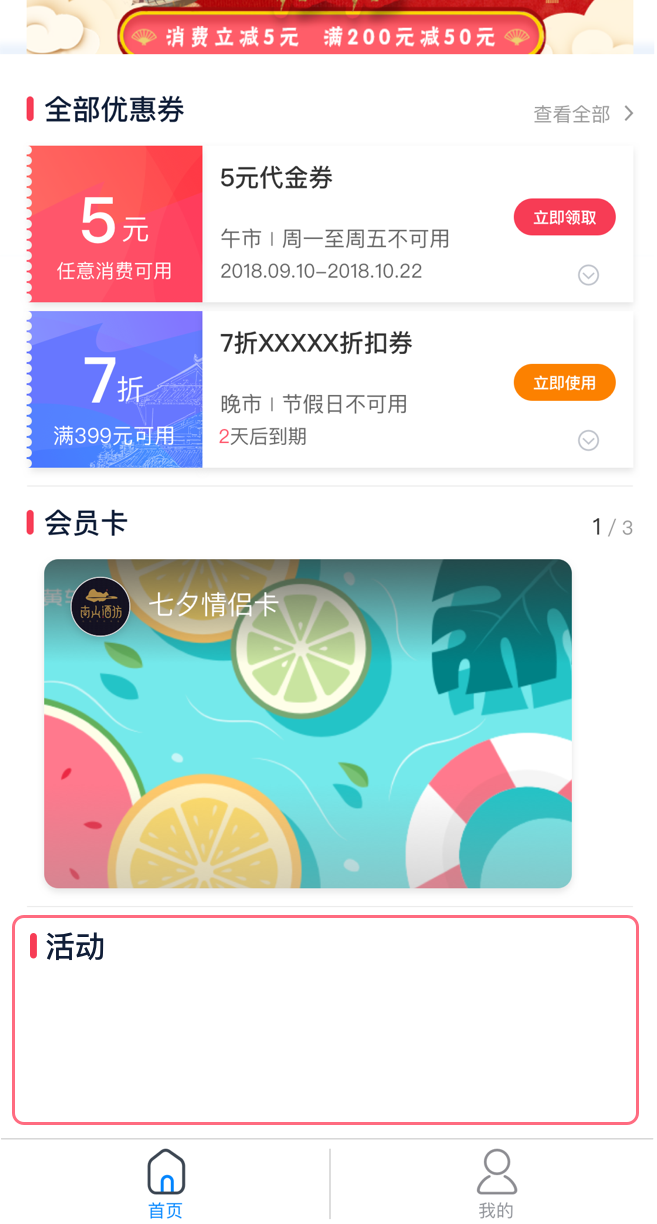 消费立减5元 满200元减50元
全部优惠券
查看全部
5元
任意消费可用
5元代金券
午市 | 周一至周五不可用
2018.09.10-2018.10.22
立即领取
7折
满399元可用
7折XXXXX折扣券
晚市 | 节假日不可用
2天后到期
立即使用
会员卡
1 / 3
南山酒坊
七夕情侣卡
活动
首页
我的